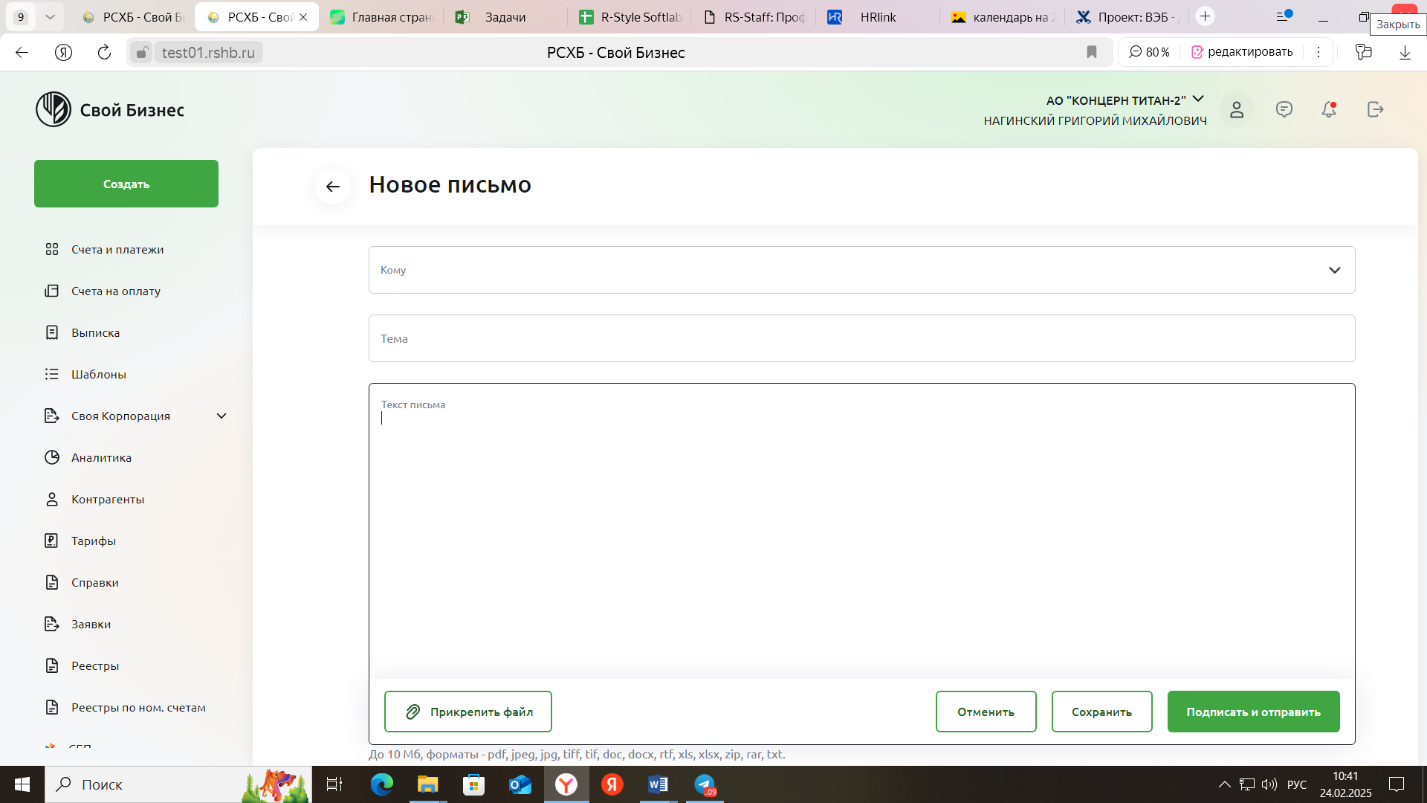 9
РСХБ - Свой Б
РСХБ - Свой
Главная стран
Задачи
R-Style Softlab
RS-Staff: Проф
HRlink
календарь на 2
Проект: ВЭБ -
Закрыть
test01.rshb.ru
РСХБ - Свой Бизнес
80 %
редактировать
Свой Бизнес
АО "КОНЦЕРН ТИТАН-2"
НАГИНСКИЙ ГРИГОРИЙ МИХАЙЛОВИЧ
Создать
Новое письмо
Счета и платежи
Счета на оплату
Выписка
Шаблоны
Своя Корпорация
Аналитика
Контрагенты
Тарифы
Справки
Заявки
Реестры
Реестры по ном. счетам
СБП
Кому
Тема
Текст письма
Прикрепить файл
Отменить
Сохранить
Подписать и отправить
До 10 Мб, форматы - pdf, jpeg, jpg, tiff, tif, doc, docx, rtf, xls, xlsx, zip, rar, txt.
Поиск
.09
РУС
10:41
24.02.2025